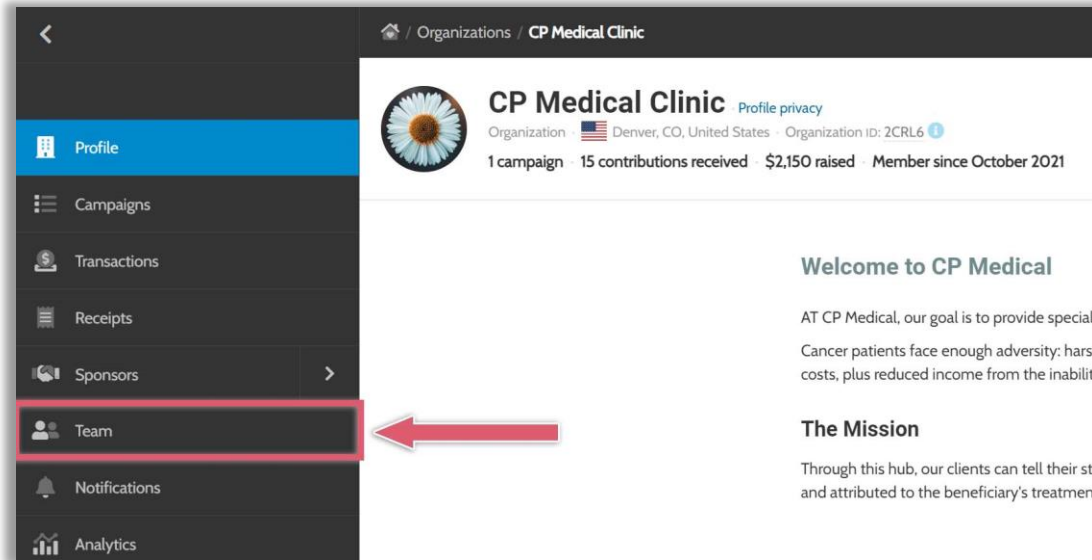 / Organizations / CP Medical Clinic
Profile
Campaigns
Transactions
Receipts
Sponsors
Team
Notifications
Analytics
CP Medical Clinic · Profile privacy
Organization · Denver, CO, United States · Organization ID: 2CRL6
1 campaign · 15 contributions received · $2,150 raised · Member since October 2021
Welcome to CP Medical
AT CP Medical, our goal is to provide special
Cancer patients face enough adversity:
costs, plus reduced income from the
The Mission
Through this hub, our clients can tell their
and attributed to the beneficiary's